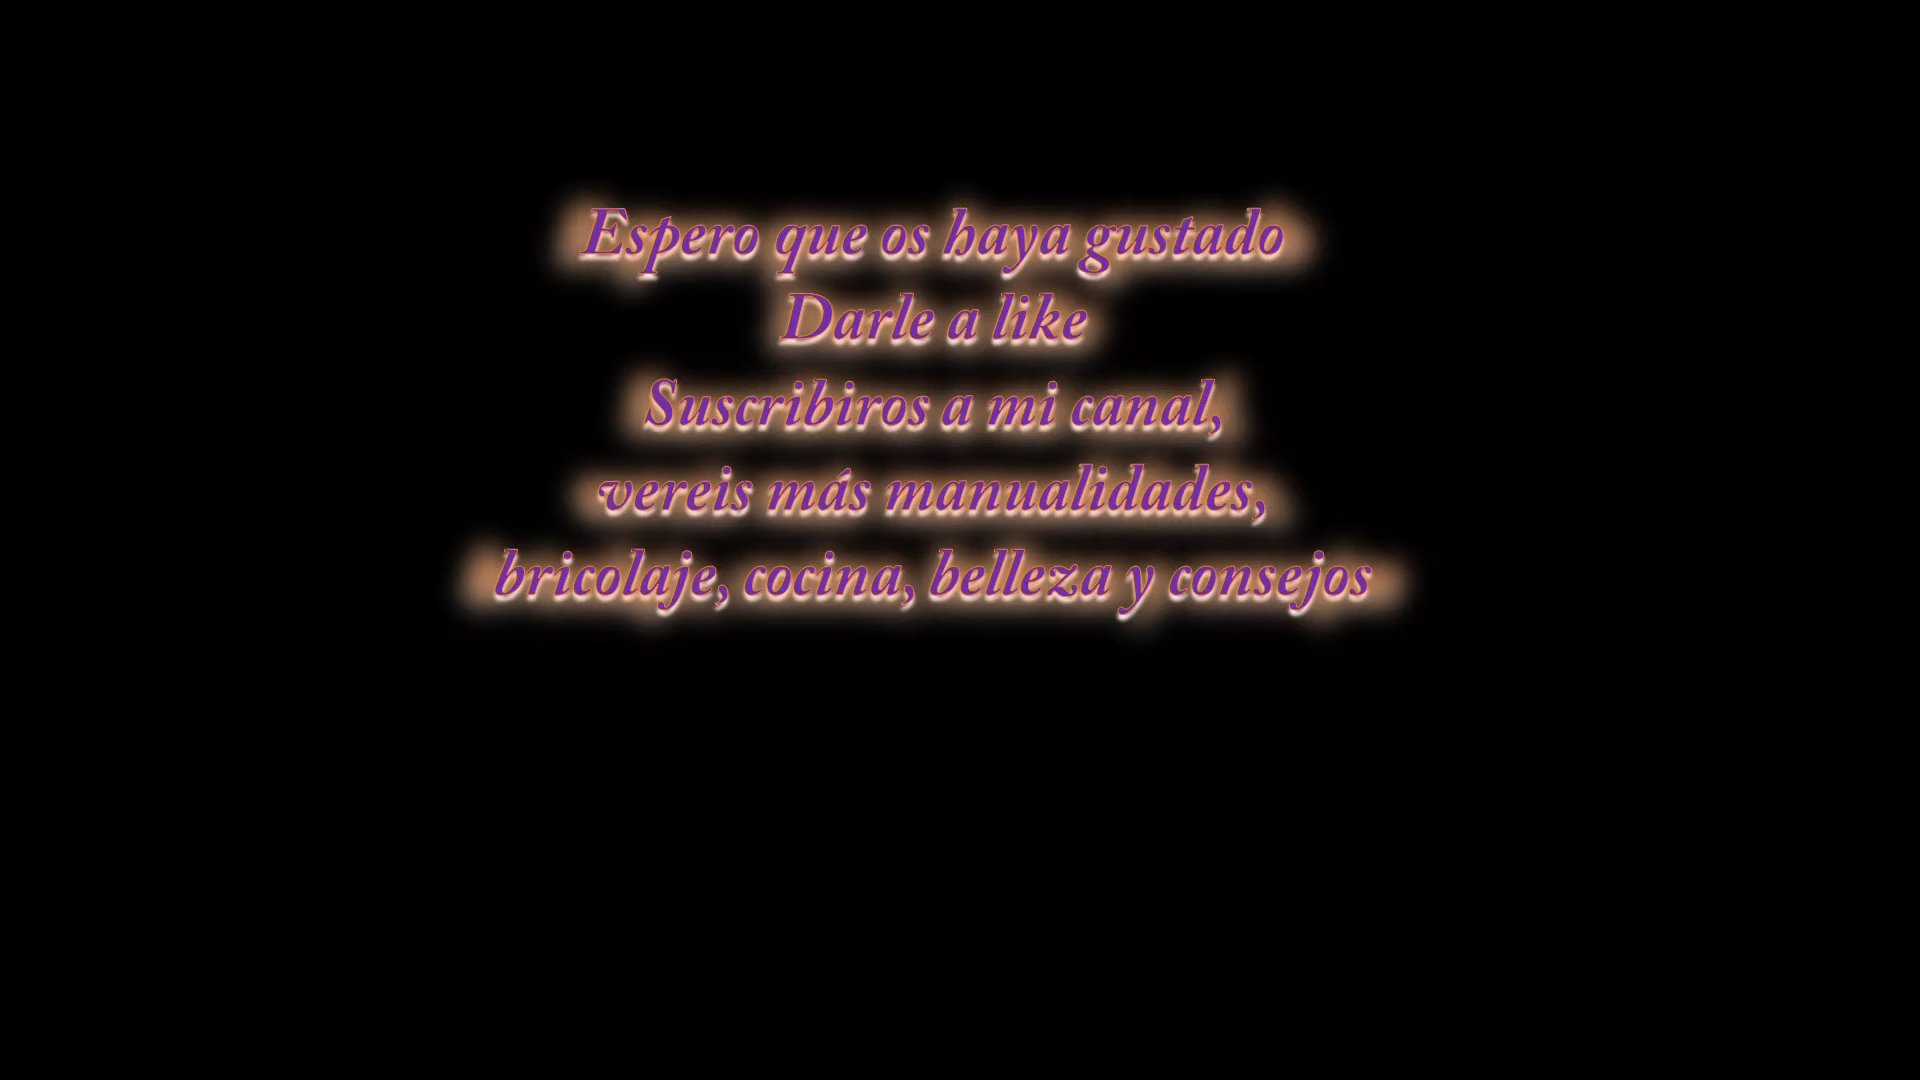 Espero que os haya gustado
Darle a like
Suscribiros a mi canal,
vereis más manualidades,
bricolaje, cocina, belleza y consejos